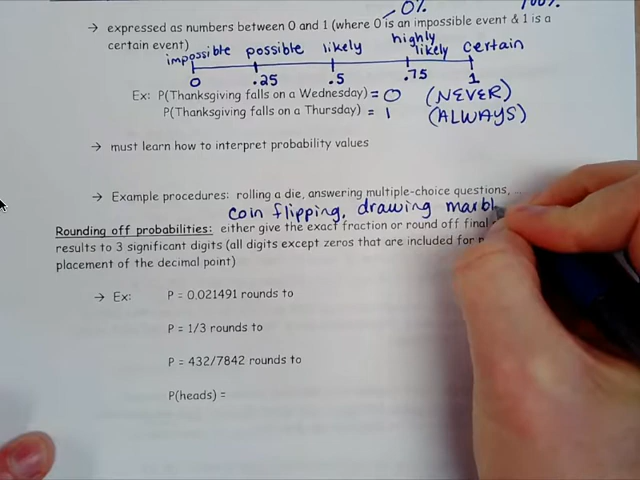 0% 100%
→ expressed as numbers between 0 and 1 (where 0 is an impossible event & 1 is a
certain event)
impossible possible likely highly likely certain
0 .25 .5 .75 1
Ex: P(Thanksgiving falls on a Wednesday) = 0 (NEVER)
P(Thanksgiving falls on a Thursday) = 1 (ALWAYS)
→ must learn how to interpret probability values
→ Example procedures: rolling a die, answering multiple-choice questions, ...
coin flipping, drawing marbl
Rounding off probabilities: either give the exact fraction or round off final
results to 3 significant digits (all digits except zeros that are included for
placement of the decimal point)
→ Ex: P = 0.021491 rounds to
P = 1/3 rounds to
P = 432/7842 rounds to
P(heads) =